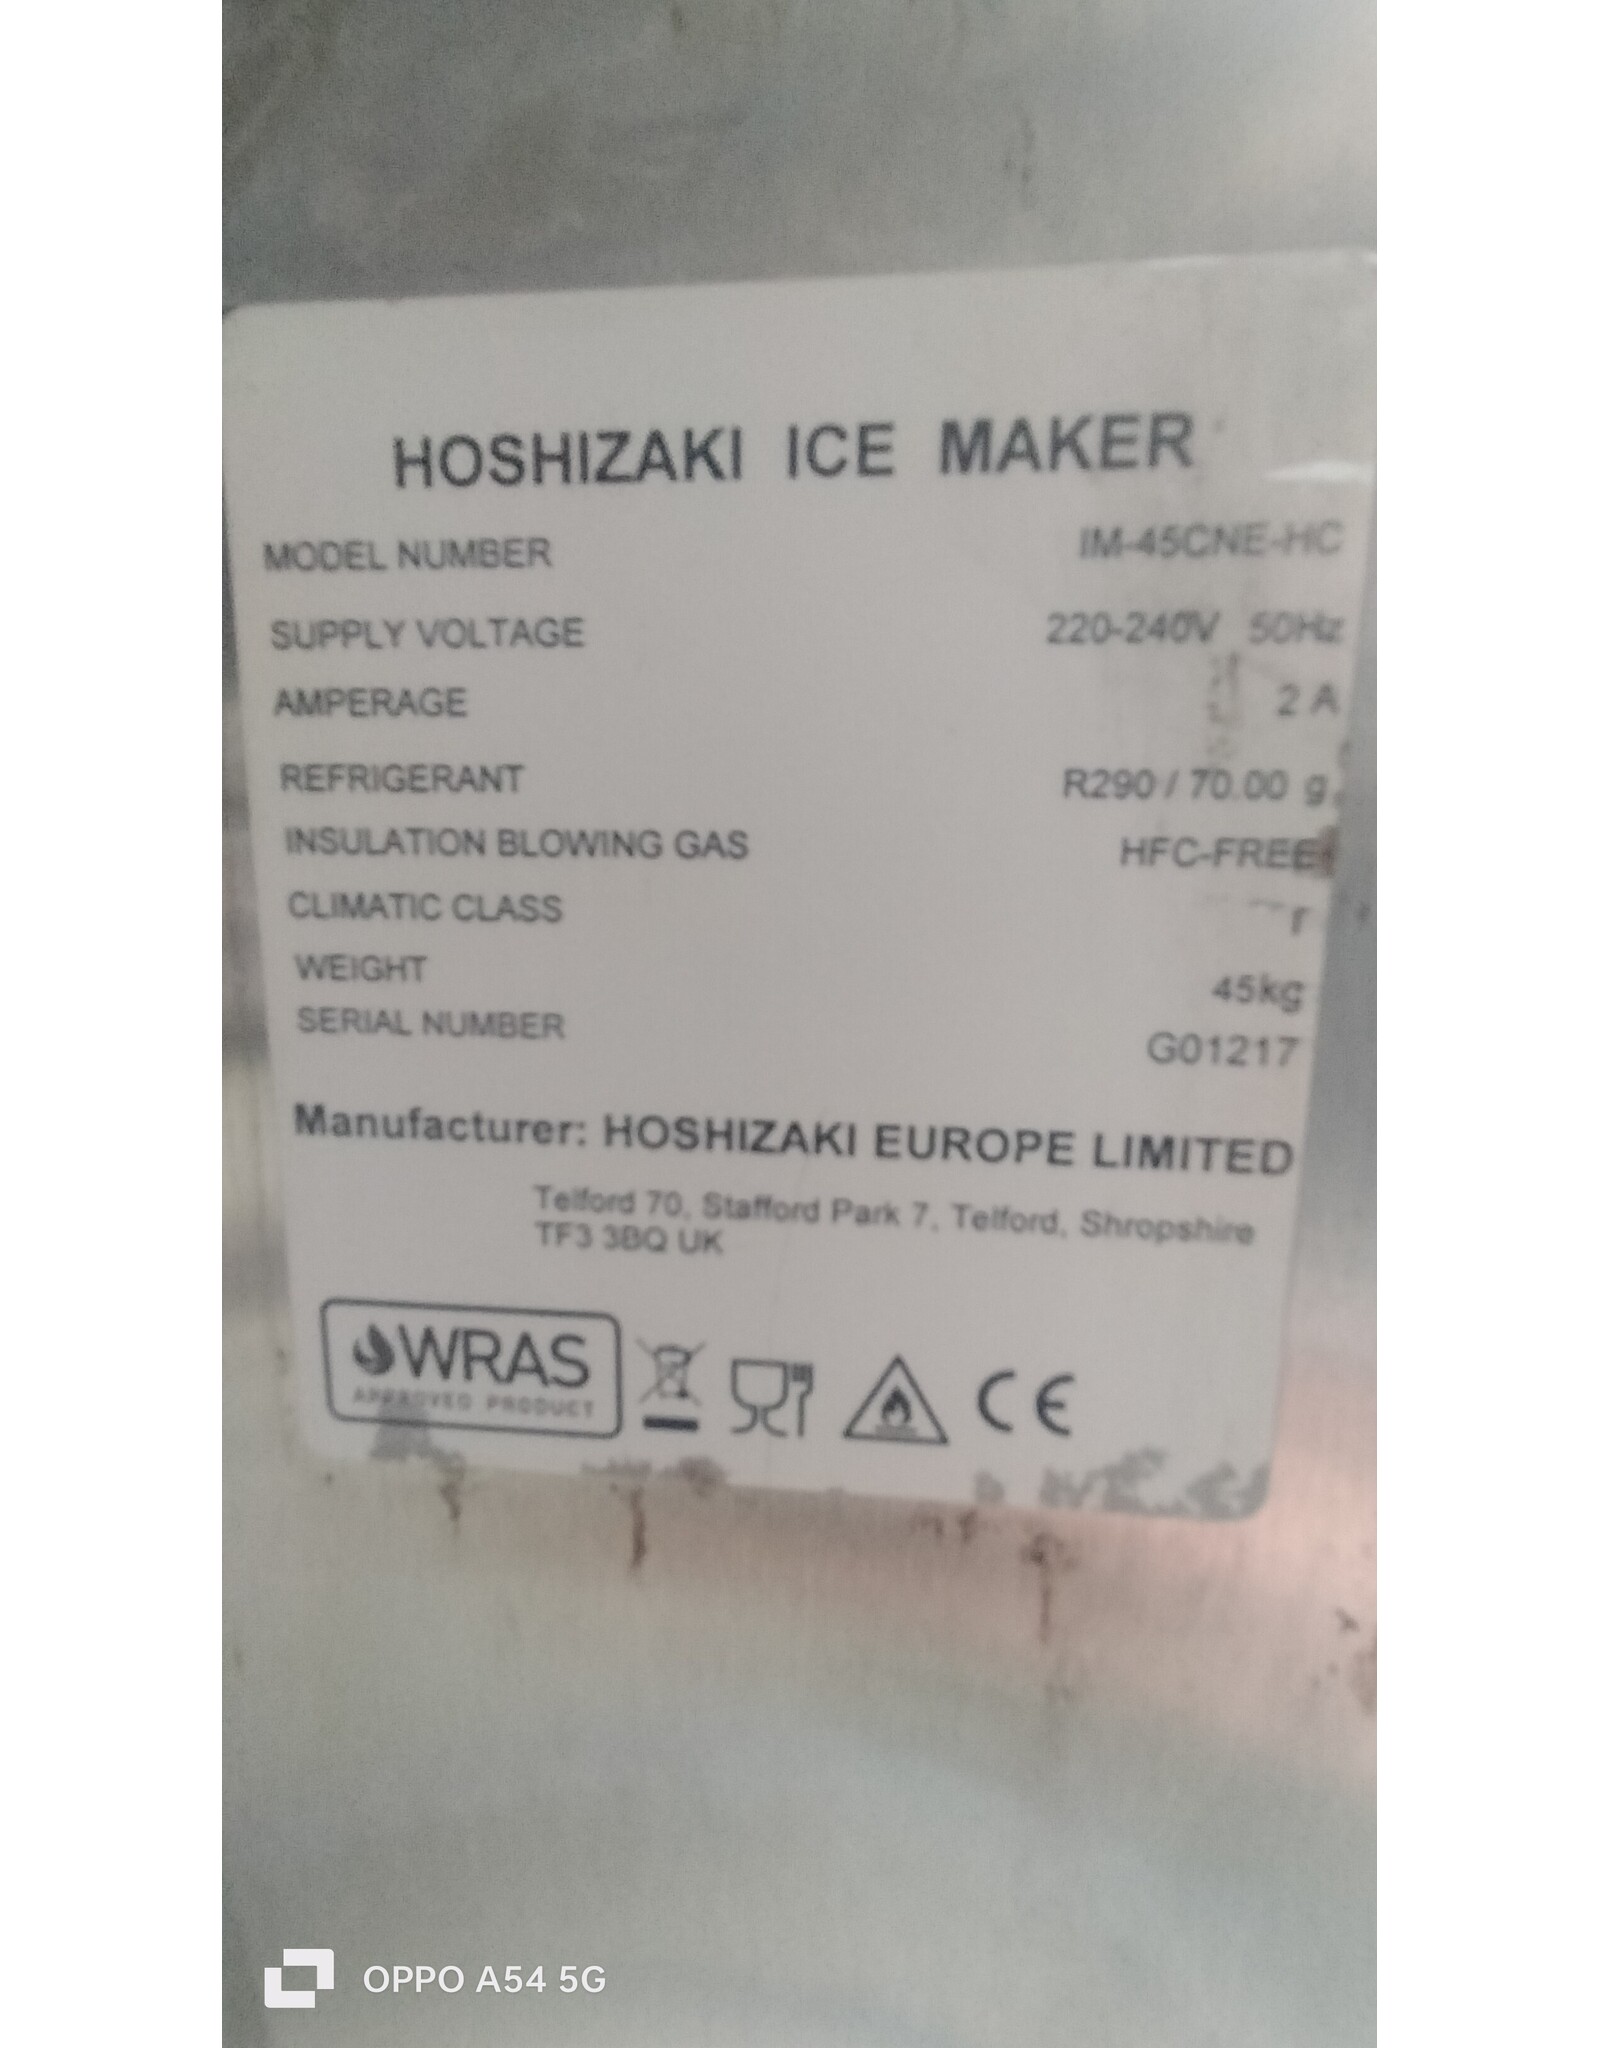 HOSHIZAKI ICE MAKER
MODEL NUMBER IM-45CNE-HC
SUPPLY VOLTAGE 220-240V 50Hz
AMPERAGE 2 A
REFRIGERANT R290 / 70.00 g
INSULATION BLOWING GAS HFC-FREE
CLIMATIC CLASS
WEIGHT 45kg
SERIAL NUMBER G01217
Manufacturer: HOSHIZAKI EUROPE LIMITED
Telford 70, Stafford Park 7, Telford, Shropshire
TF3 3BQ UK
WRAS
APPROVED PRODUCT
CE
OPPO A54 5G